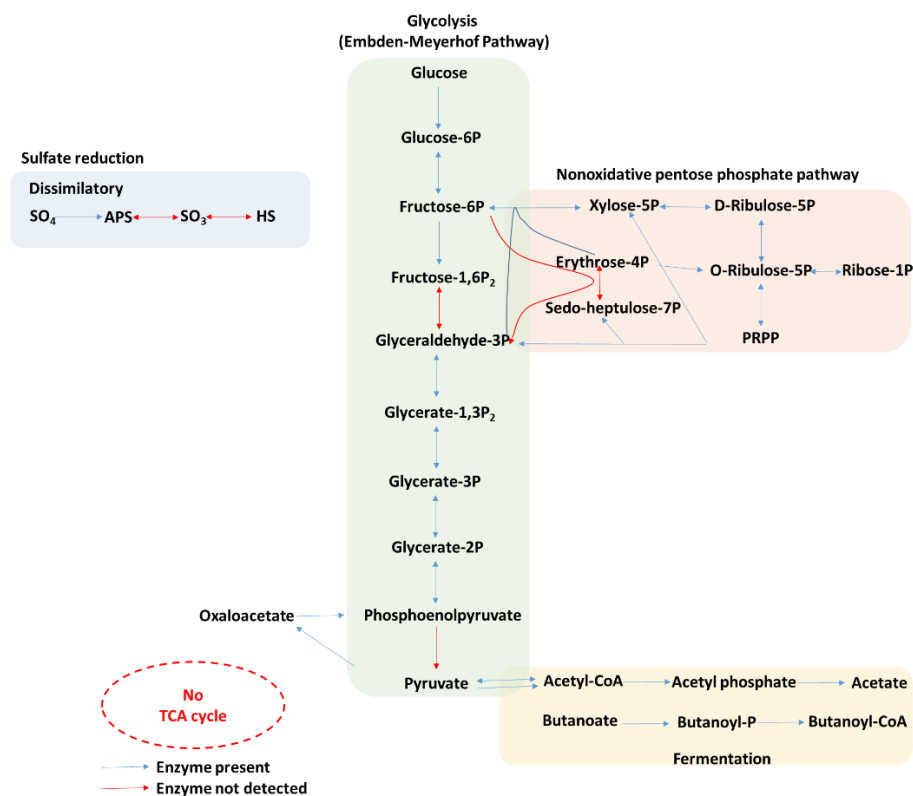 Glycolysis
(Embden-Meyerhof Pathway)
Glucose
Glucose-6P
Sulfate reduction
Dissimilatory
SO₄ APS SO₃ HS
Nonoxidative pentose phosphate pathway
Fructose-6P Xylose-5P D-Ribulose-5P
Erythrose-4P O-Ribulose-5P Ribose-1P
Fructose-1,6P₂
Sedo-heptulose-7P
Glyceraldehyde-3P PRPP
Glycerate-1,3P₂
Glycerate-3P
Glycerate-2P
Oxaloacetate Phosphoenolpyruvate
Pyruvate Acetyl-CoA Acetyl phosphate Acetate
No
TCA cycle
Butanoate Butanoyl-P Butanoyl-CoA
Fermentation
Enzyme present
Enzyme not detected